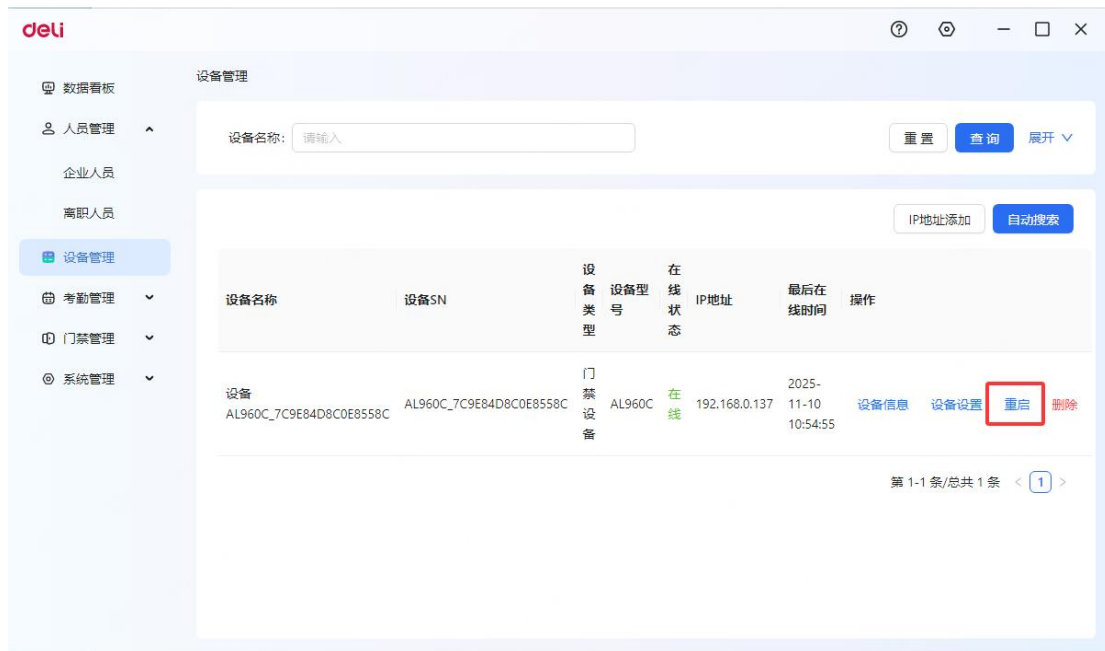 deli
数据看板
人员管理
企业人员
离职人员
设备管理
考勤管理
门禁管理
系统管理
设备管理
设备名称: 请输入
重 置 查 询 展开
IP地址添加 自动搜索
设备名称
设备SN
设
备
类
型
设备型
号
在
线
状
态
IP地址
最后在
线时间
操作
设备
AL960C_7C9E84D8C0E8558C
AL960C_7C9E84D8C0E8558C
门
禁
设
备
AL960C
在
线
192.168.0.137
2025-
11-10
10:54:55
设备信息 设备设置 重启 删除
第 1-1 条/总共 1 条 < 1 >